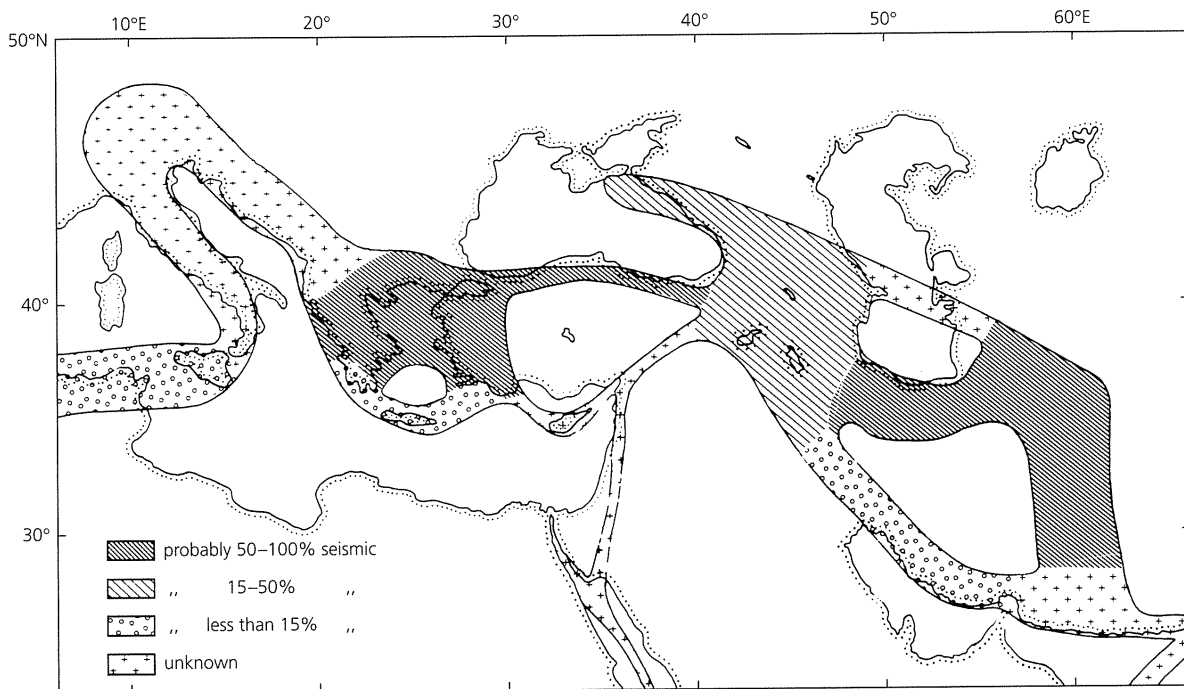 10°E 20° 30° 40° 50° 60°E
50°N
40°
30°
probably 50–100% seismic
,, 15–50% ,,
,, less than 15% ,,
unknown